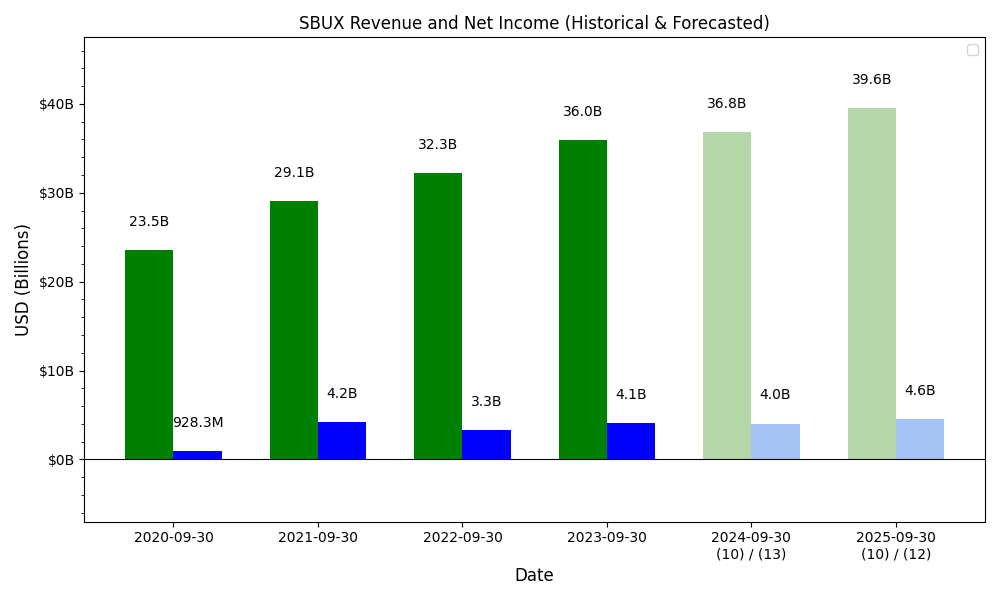 SBUX Revenue and Net Income (Historical & Forecasted)
USD (Billions)
$40B
$30B
$20B
$10B
$0B
23.5B
928.3M
29.1B
4.2B
32.3B
3.3B
36.0B
4.1B
36.8B
4.0B
39.6B
4.6B
2020-09-30
2021-09-30
2022-09-30
2023-09-30
2024-09-30
(10) / (13)
2025-09-30
(10) / (12)
Date